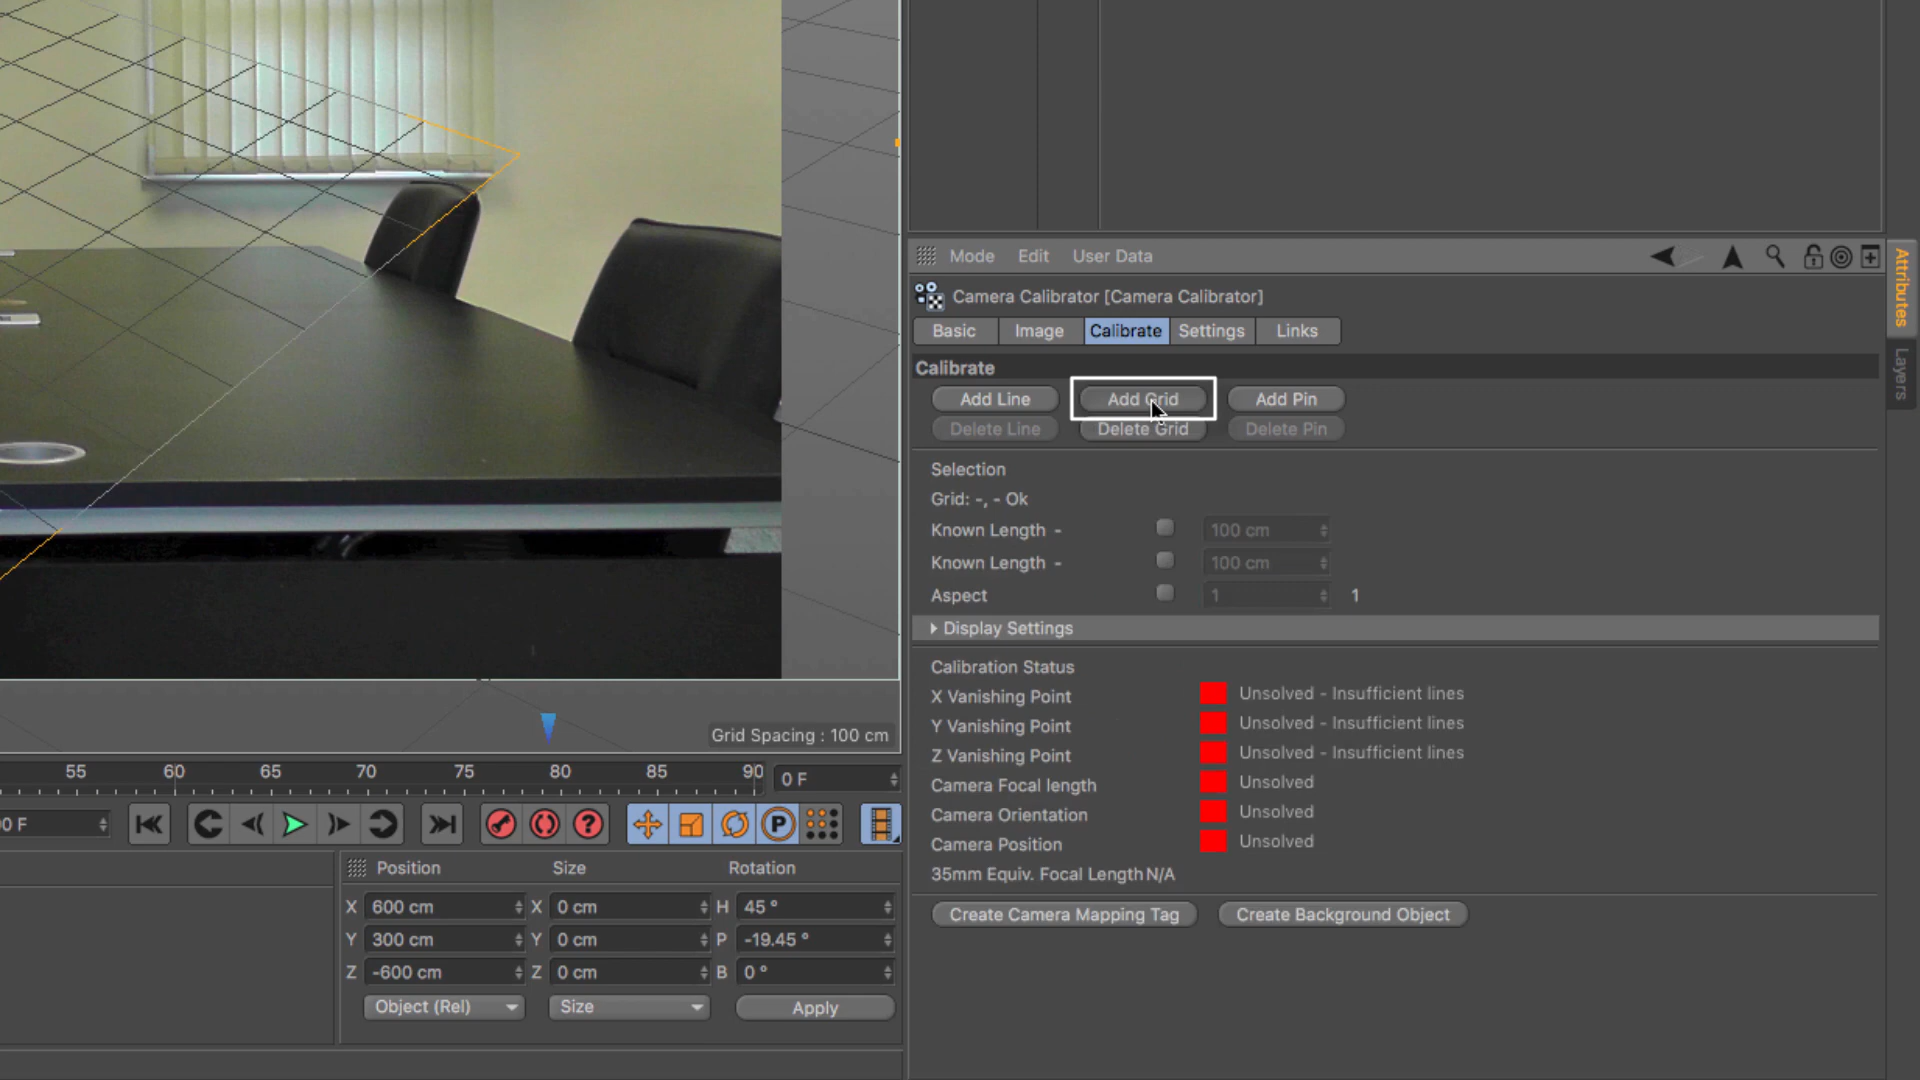 Mode Edit User Data
Attributes
Layers
Camera Calibrator [Camera Calibrator]
Basic Image Calibrate Settings Links
Calibrate
Add Line Add Grid Add Pin
Delete Line Delete Grid Delete Pin
Selection
Grid: -, - Ok
Known Length - 100 cm
Known Length - 100 cm
Aspect 1 1
Display Settings
Calibration Status
X Vanishing Point Unsolved - Insufficient lines
Y Vanishing Point Unsolved - Insufficient lines
Z Vanishing Point Unsolved - Insufficient lines
Camera Focal length Unsolved
Camera Orientation Unsolved
Camera Position Unsolved
35mm Equiv. Focal Length N/A
Create Camera Mapping Tag Create Background Object
Grid Spacing : 100 cm
55 60 65 70 75 80 85 90 0 F
0 F
P
Position Size Rotation
X 600 cm X 0 cm H 45 °
Y 300 cm Y 0 cm P -19.45 °
Z -600 cm Z 0 cm B 0 °
Object (Rel) Size Apply